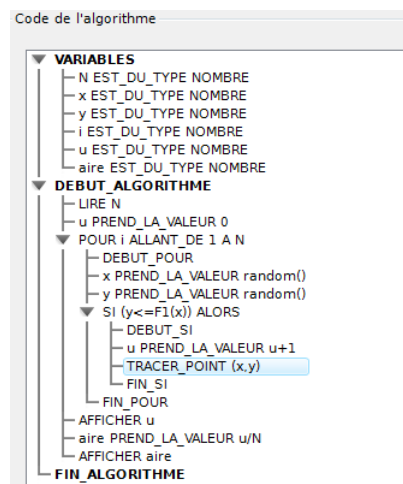 Code de l'algorithme
VARIABLES
N EST_DU_TYPE NOMBRE
x EST_DU_TYPE NOMBRE
y EST_DU_TYPE NOMBRE
i EST_DU_TYPE NOMBRE
u EST_DU_TYPE NOMBRE
aire EST_DU_TYPE NOMBRE
DEBUT_ALGORITHME
LIRE N
u PREND_LA_VALEUR 0
POUR i ALLANT_DE 1 A N
DEBUT_POUR
x PREND_LA_VALEUR random()
y PREND_LA_VALEUR random()
SI (y<=F1(x)) ALORS
DEBUT_SI
u PREND_LA_VALEUR u+1
TRACER_POINT (x,y)
FIN_SI
FIN_POUR
AFFICHER u
aire PREND_LA_VALEUR u/N
AFFICHER aire
FIN_ALGORITHME